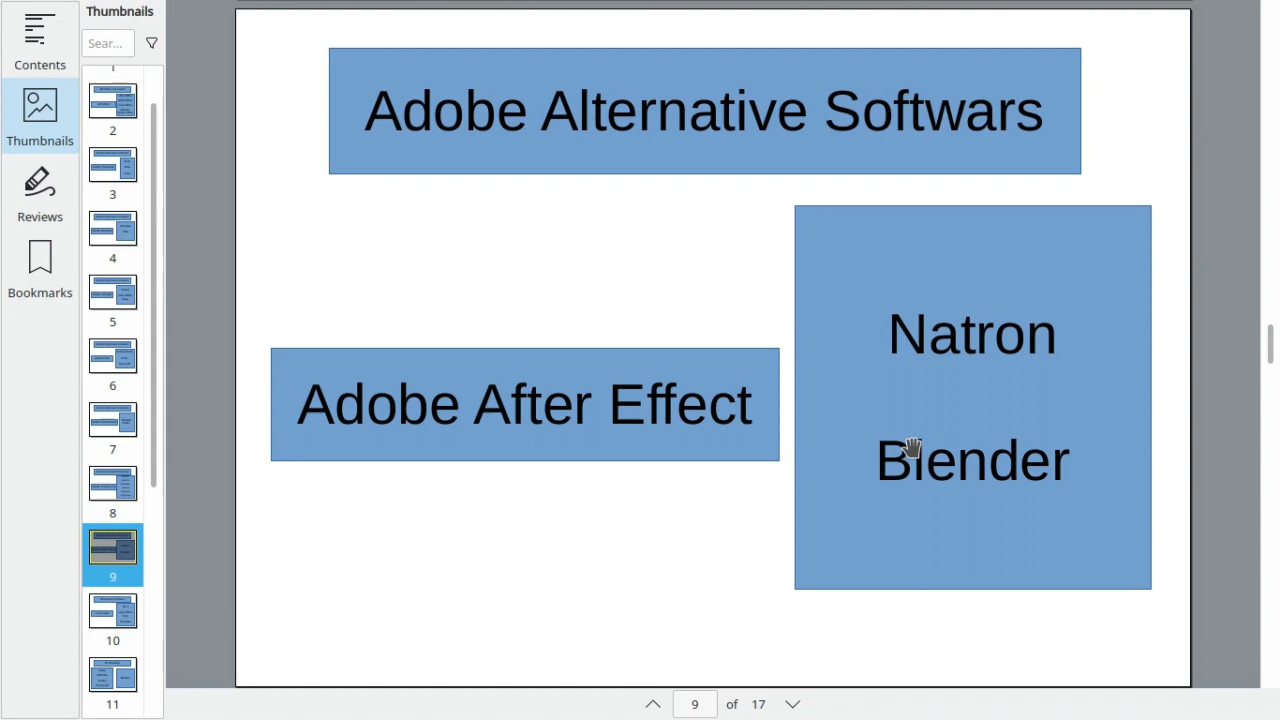 Thumbnails
Sear...
Contents
Thumbnails
Reviews
Bookmarks
1
2
3
4
5
6
7
8
9
10
11
Adobe Alternative Softwars
Adobe After Effect
Natron
Blender
9 of 17